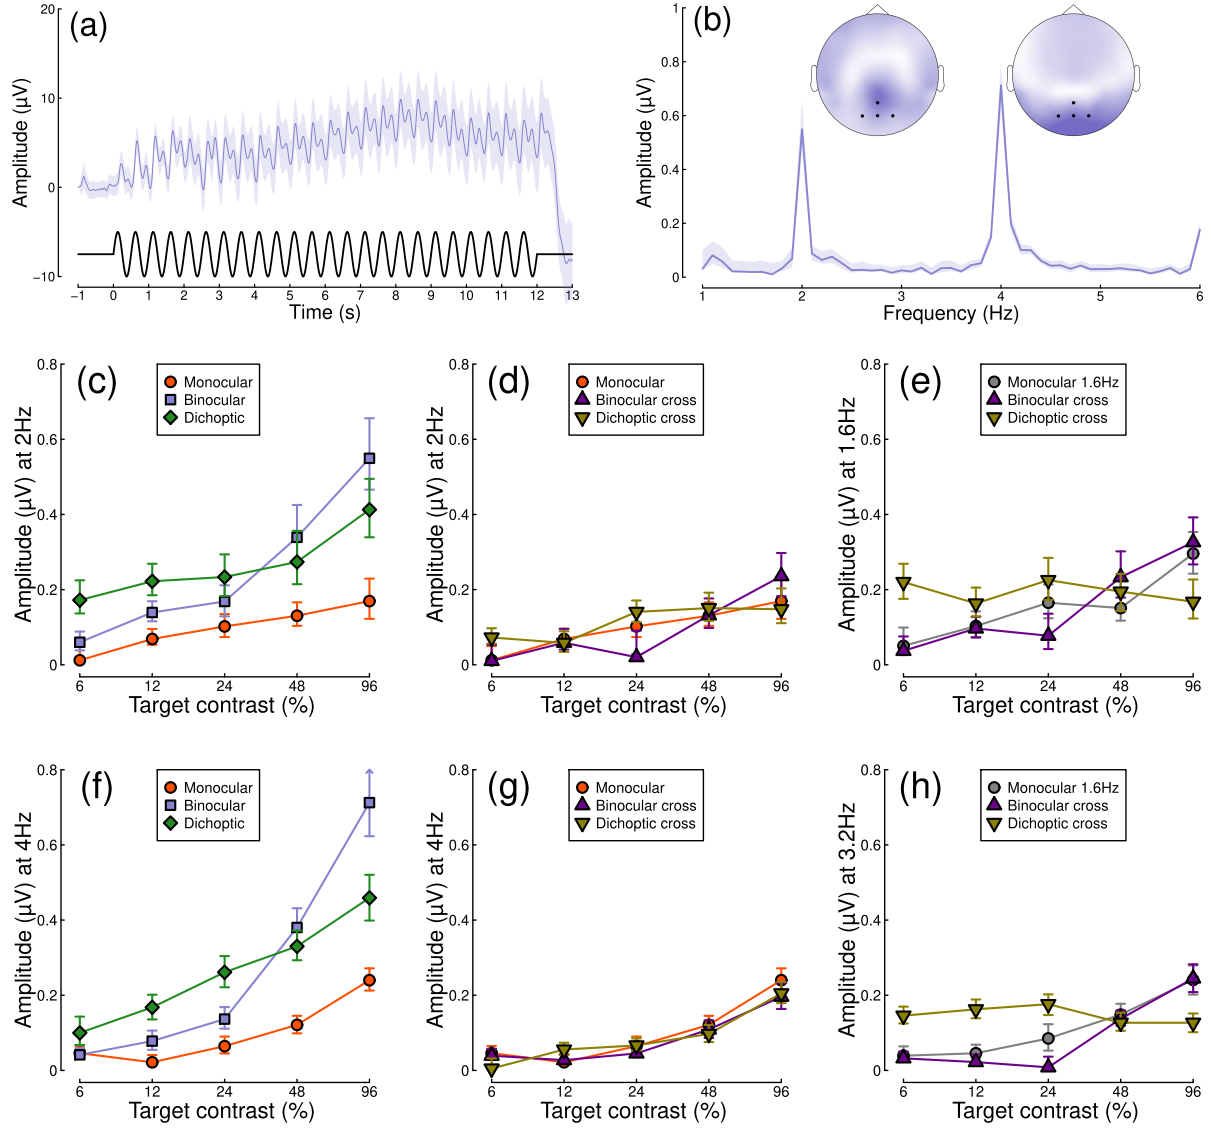 (a)
Amplitude (µV)
20
10
0
−10
−1 0 1 2 3 4 5 6 7 8 9 10 11 12 13
Time (s)
(b)
Amplitude (µV)
1
0.8
0.6
0.4
0.2
0
1 2 3 4 5 6
Frequency (Hz)
(c)
Monocular
Binocular
Dichoptic
Amplitude (µV) at 2Hz
0.8
0.6
0.4
0.2
0
6 12 24 48 96
Target contrast (%)
(d)
Monocular
Binocular cross
Dichoptic cross
Amplitude (µV) at 2Hz
0.8
0.6
0.4
0.2
0
6 12 24 48 96
Target contrast (%)
(e)
Monocular 1.6Hz
Binocular cross
Dichoptic cross
Amplitude (µV) at 1.6Hz
0.8
0.6
0.4
0.2
0
6 12 24 48 96
Target contrast (%)
(f)
Monocular
Binocular
Dichoptic
Amplitude (µV) at 4Hz
0.8
0.6
0.4
0.2
0
6 12 24 48 96
Target contrast (%)
(g)
Monocular
Binocular cross
Dichoptic cross
Amplitude (µV) at 4Hz
0.8
0.6
0.4
0.2
0
6 12 24 48 96
Target contrast (%)
(h)
Monocular 1.6Hz
Binocular cross
Dichoptic cross
Amplitude (µV) at 3.2Hz
0.8
0.6
0.4
0.2
0
6 12 24 48 96
Target contrast (%)